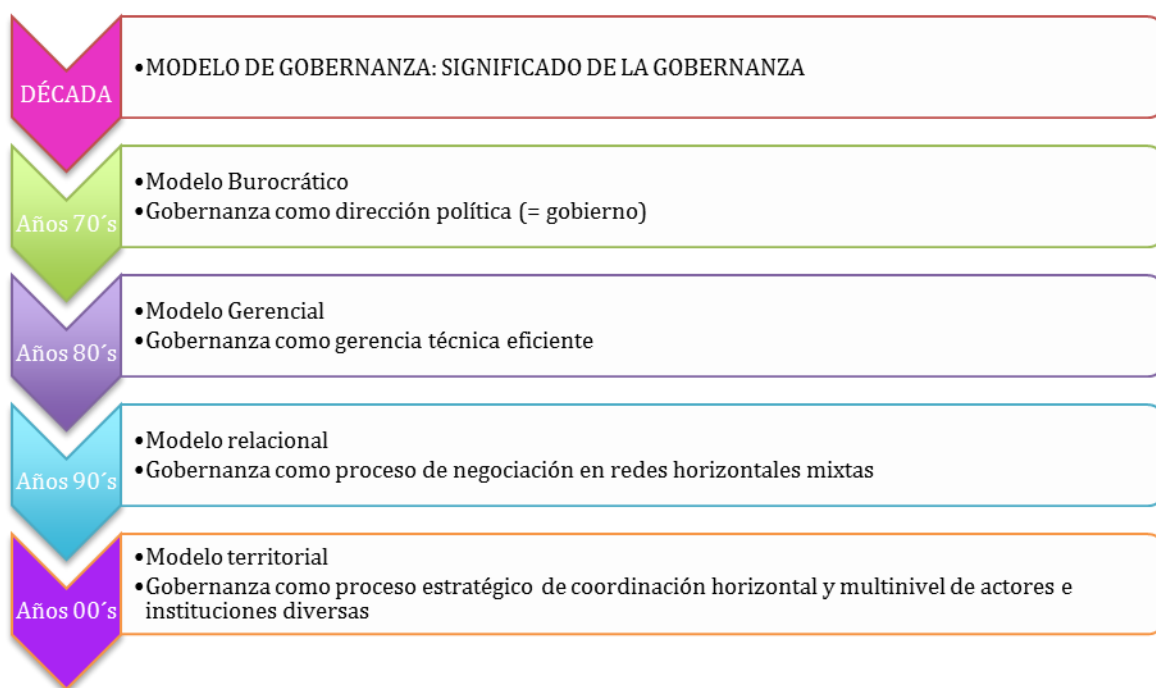 DÉCADA
•MODELO DE GOBERNANZA: SIGNIFICADO DE LA GOBERNANZA
Años 70´s
•Modelo Burocrático
•Gobernanza como dirección política (= gobierno)
Años 80´s
•Modelo Gerencial
•Gobernanza como gerencia técnica eficiente
Años 90´s
•Modelo relacional
•Gobernanza como proceso de negociación en redes horizontales mixtas
Años 00´s
•Modelo territorial
•Gobernanza como proceso estratégico de coordinación horizontal y multinivel de actores e
instituciones diversas